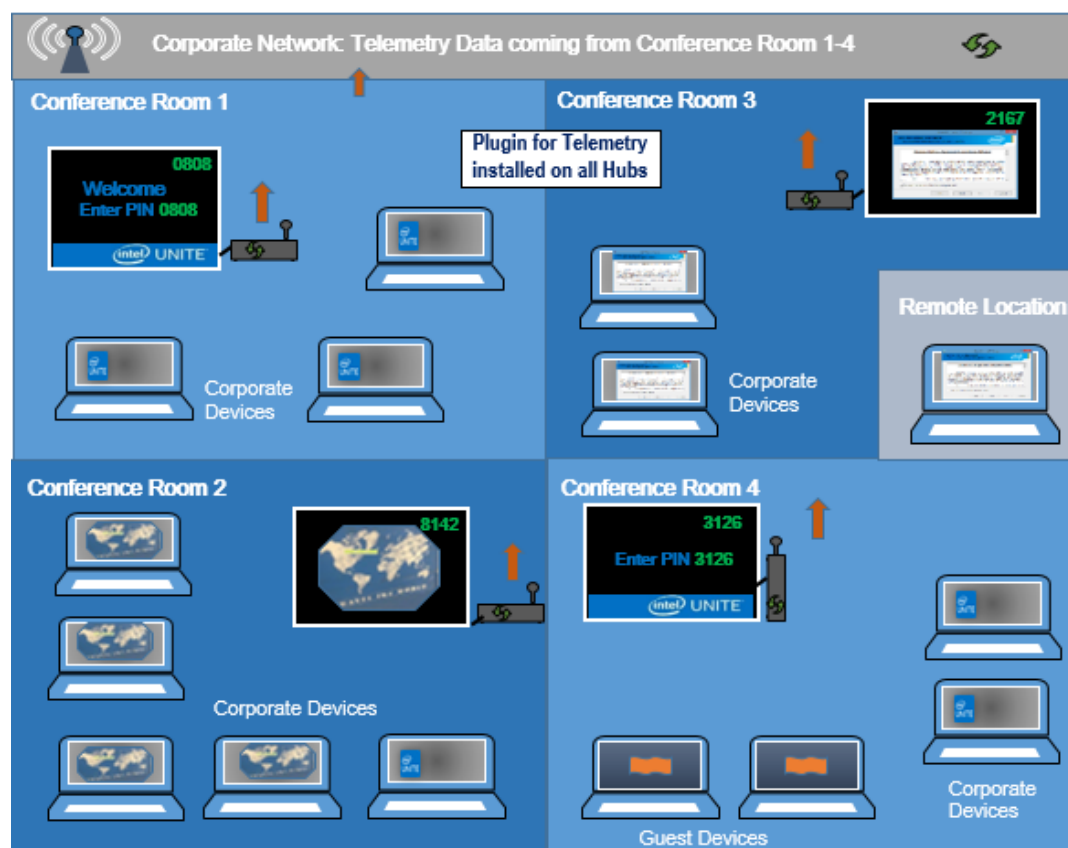 Corporate Network: Telemetry Data coming from Conference Room 1-4
Conference Room 1
0808
Welcome
Enter PIN 0808
intel UNITE
Corporate
Devices
Plugin for Telemetry
installed on all Hubs
Conference Room 3
2167
Corporate
Devices
Remote Location
Conference Room 2
8142
Corporate Devices
Conference Room 4
3126
Enter PIN 3126
intel UNITE
Guest Devices
Corporate
Devices